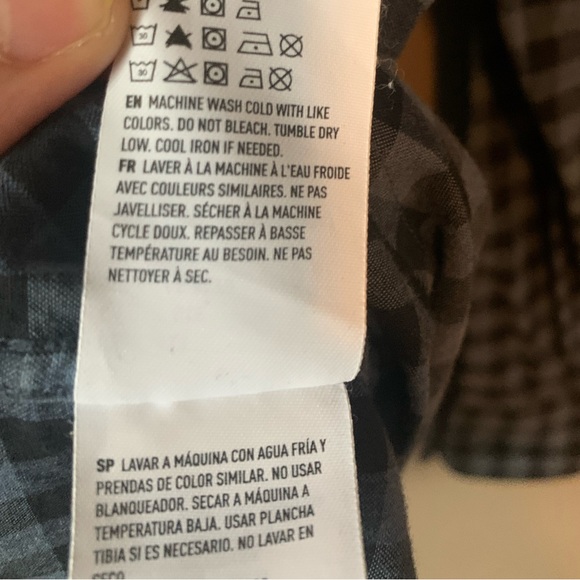 EN MACHINE WASH COLD WITH LIKE
COLORS. DO NOT BLEACH. TUMBLE DRY
LOW. COOL IRON IF NEEDED.
FR LAVER À LA MACHINE À L'EAU FROIDE
AVEC COULEURS SIMILAIRES. NE PAS
JAVELLISER. SÉCHER À LA MACHINE
CYCLE DOUX. REPASSER À BASSE
TEMPÉRATURE AU BESOIN. NE PAS
NETTOYER À SEC.
SP LAVAR A MÁQUINA CON AGUA FRÍA Y
PRENDAS DE COLOR SIMILAR. NO USAR
BLANQUEADOR. SECAR A MÁQUINA A
TEMPERATURA BAJA. USAR PLANCHA
TIBIA SI ES NECESARIO. NO LAVAR EN